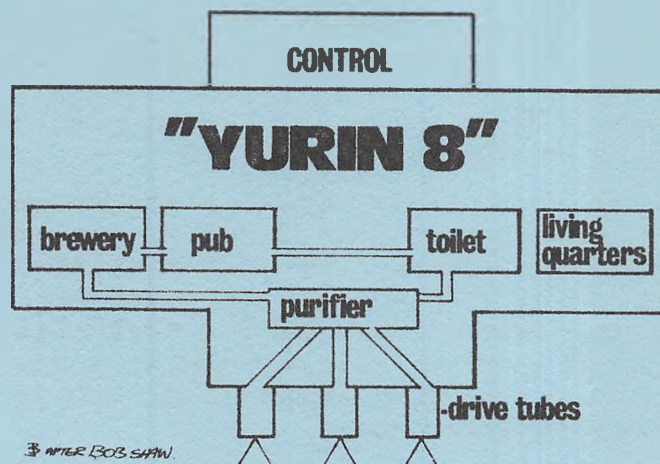 CONTROL
"YURIN 8"
brewery
pub
toilet
living
quarters
purifier
-drive tubes
AFTER BOB SHAW.